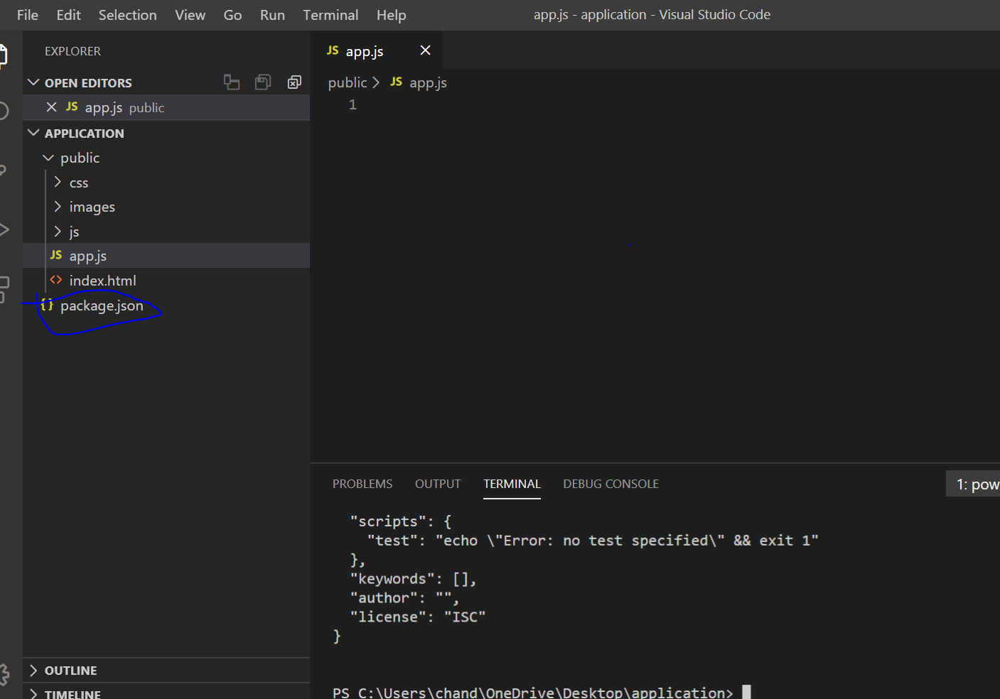 File Edit Selection View Go Run Terminal Help app.js - application - Visual Studio Code
EXPLORER
OPEN EDITORS
JS app.js public
APPLICATION
public
css
images
js
JS app.js
<> index.html
{} package.json
OUTLINE
TIMELINE
JS app.js
public > JS app.js
1
PROBLEMS OUTPUT TERMINAL DEBUG CONSOLE 1: pow
"scripts": {
"test": "echo \"Error: no test specified\" && exit 1"
},
"keywords": [],
"author": "",
"license": "ISC"
}
PS C:\Users\chand\OneDrive\Desktop\application>